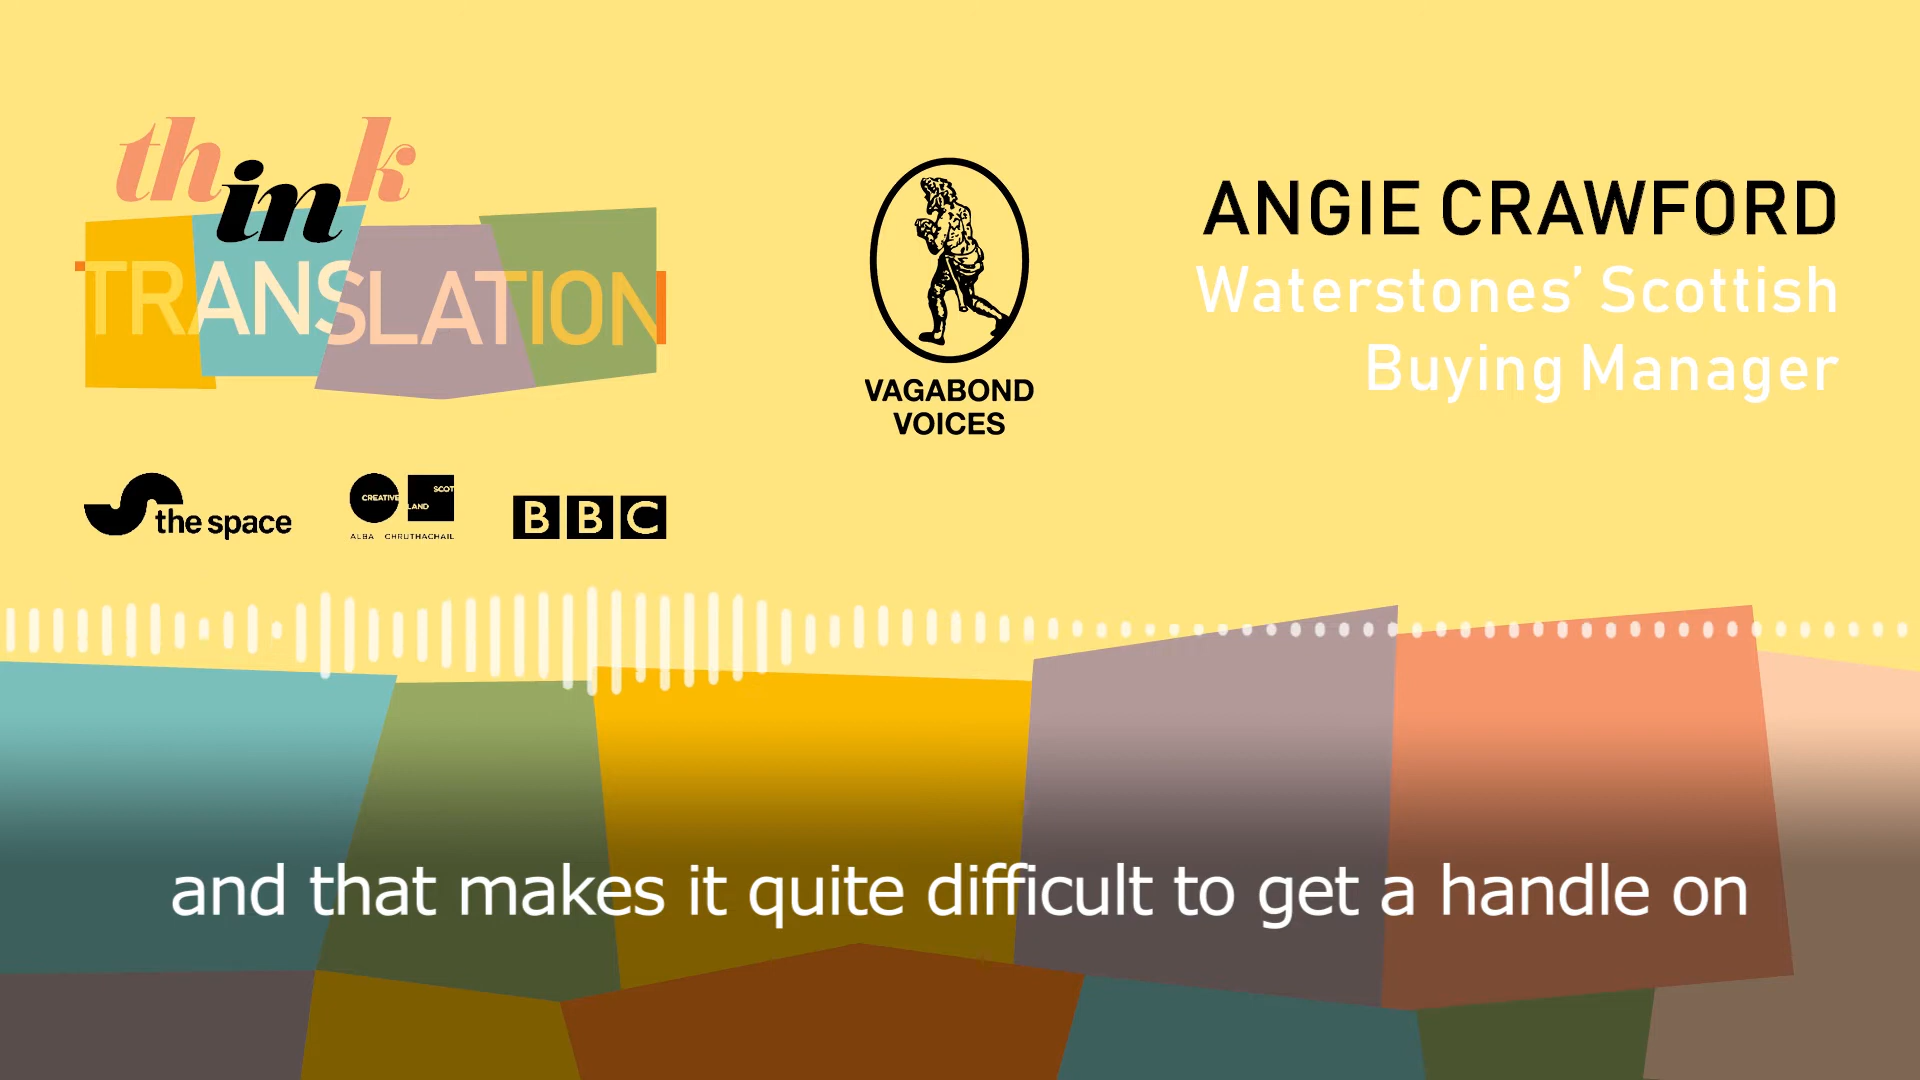 think
TRANSLATION
VAGABOND
VOICES
ANGIE CRAWFORD
Waterstones’ Scottish
Buying Manager
the space
CREATIVE SCOT
LAND
ALBA CHRUTHACHAIL
BBC
and that makes it quite difficult to get a handle on